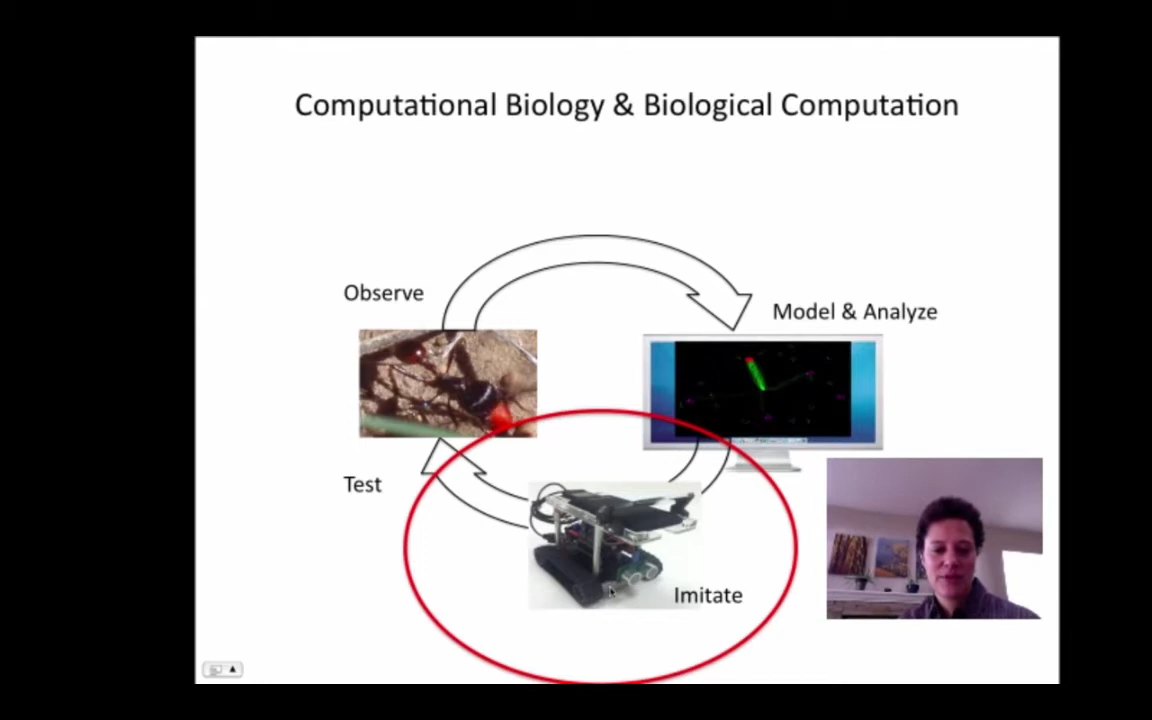 Computational Biology & Biological Computation
Observe
Model & Analyze
Test
Imitate